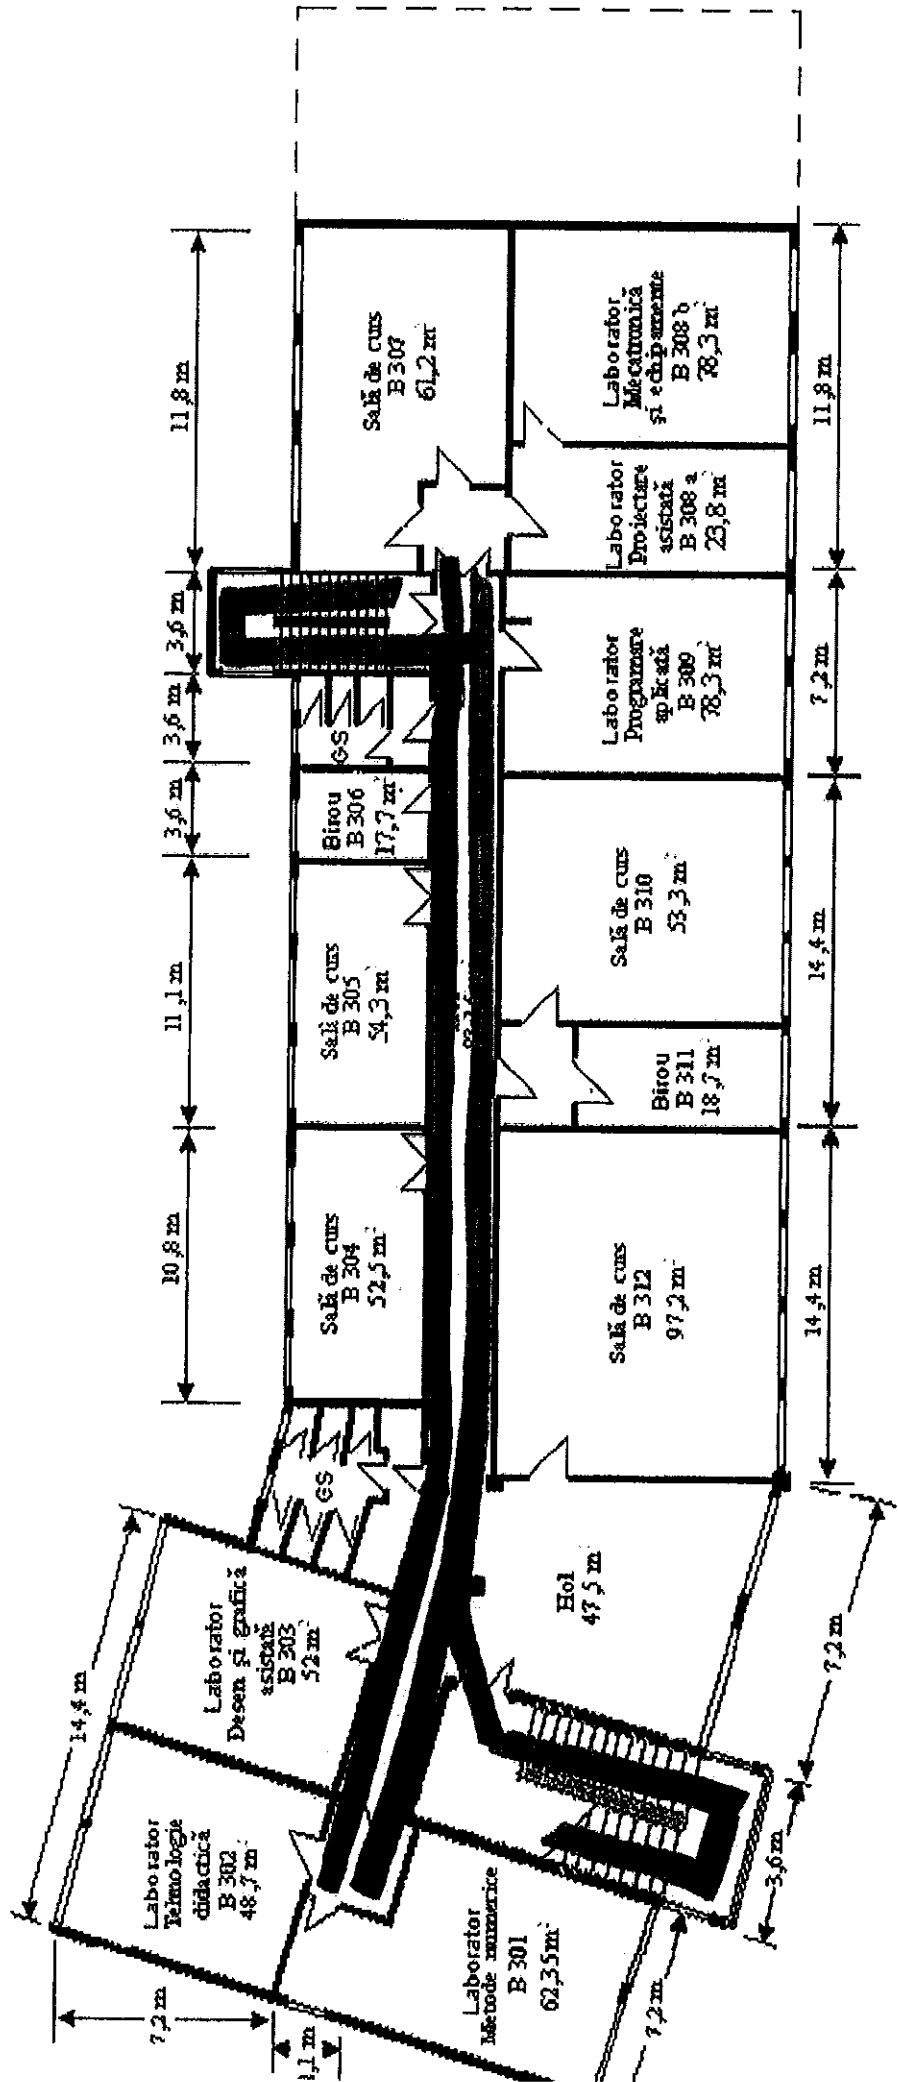 11,8 m
3,6 m
3,6 m
3,6 m
11,1 m
10,8 m
Sală de curs
B 307
61,2 m²
Laborator
Mecatronică
și echipamente
B 308 b
78,3 m²
Laborator
Proiectare
asistată
B 308 a
23,8 m²
11,8 m
7,2 m
14,4 m
14,4 m
Laborator
Programare
aplicată
B 309
78,3 m²
GS
Birou
B 306
17,7 m²
Sală de curs
B 305
54,3 m²
Sală de curs
B 310
53,3 m²
Birou
B 311
18,7 m²
Sală de curs
B 304
52,5 m²
Sală de curs
B 312
97,2 m²
GS
Hol
47,5 m²
7,2 m
3,6 m
7,2 m
Laborator
Desen și grafică
asistată
B 303
52 m²
14,4 m
Laborator
Tehnologie
didactică
B 302
48,7 m²
Laborator
Metode numerice
B 301
62,35 m²
7,2 m
,1 m